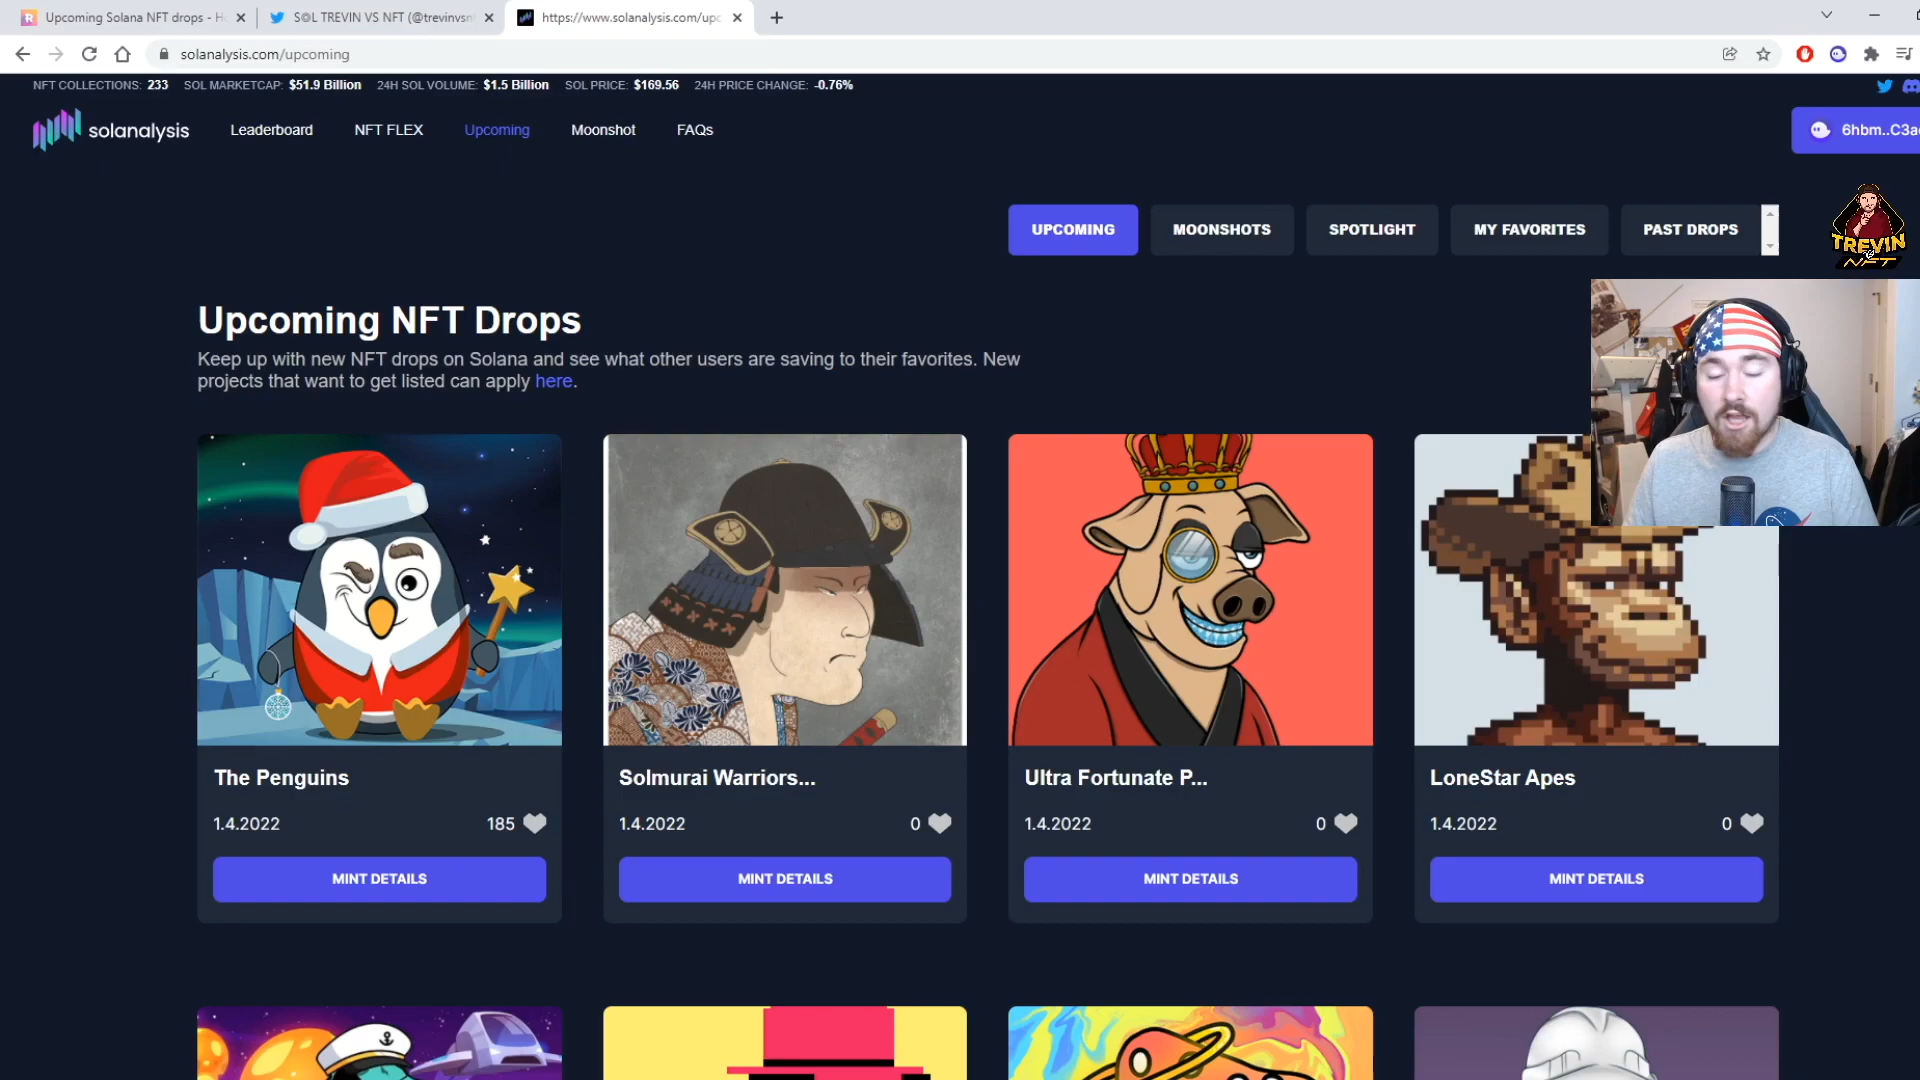 Upcoming Solana NFT drops - H
S@L TREVIN VS NFT (@trevinvsn
https://www.solanalysis.com/upc
solanalysis.com/upcoming
NFT COLLECTIONS: 233 SOL MARKETCAP: $51.9 Billion 24H SOL VOLUME: $1.5 Billion SOL PRICE: $169.56 24H PRICE CHANGE: -0.76%
solanalysis Leaderboard NFT FLEX Upcoming Moonshot FAQs 6hbm..C3a
UPCOMING MOONSHOTS SPOTLIGHT MY FAVORITES PAST DROPS
TREVIN
VS
NFT
Upcoming NFT Drops
Keep up with new NFT drops on Solana and see what other users are saving to their favorites. New
projects that want to get listed can apply here.
The Penguins
1.4.2022 185
MINT DETAILS
Solmurai Warriors...
1.4.2022 0
MINT DETAILS
Ultra Fortunate P...
1.4.2022 0
MINT DETAILS
LoneStar Apes
1.4.2022 0
MINT DETAILS